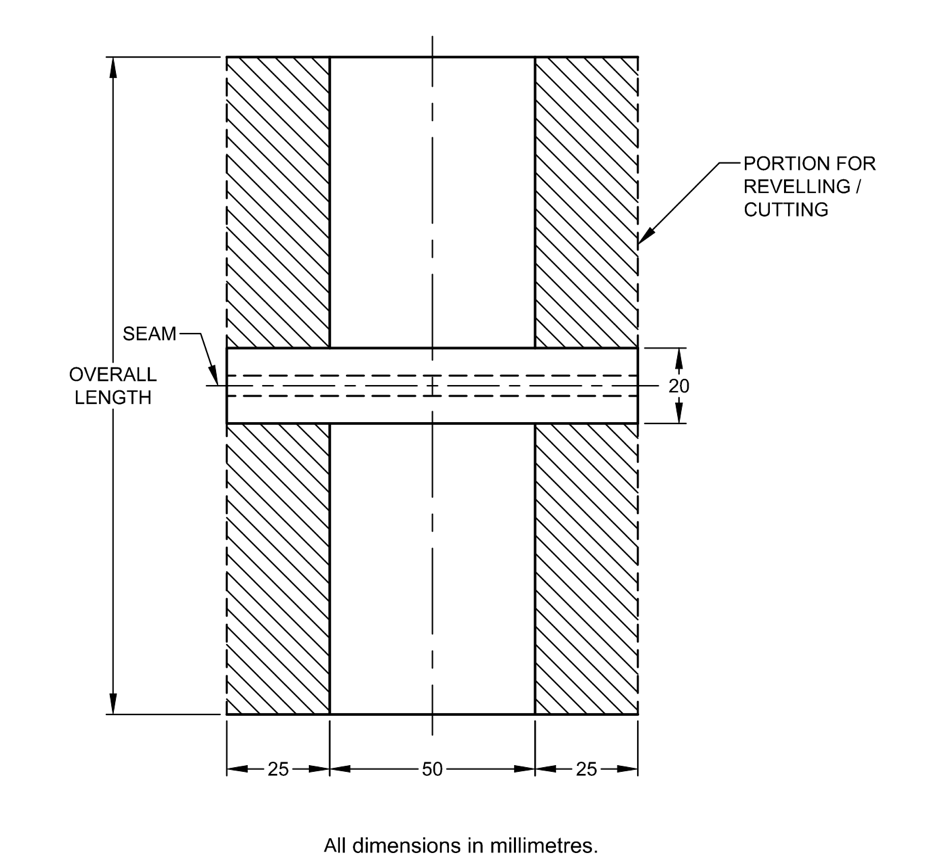 PORTION FOR
REVELLING /
CUTTING
SEAM
OVERALL
LENGTH
20
25
50
25
All dimensions in millimetres.